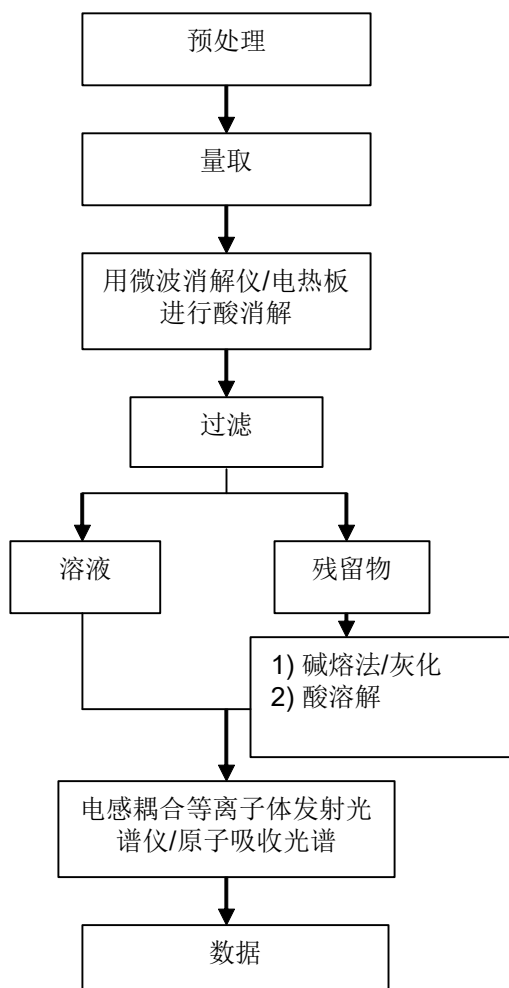 预处理
量取
用微波消解仪/电热板
进行酸消解
过滤
溶液
残留物
1) 碱熔法/灰化
2) 酸溶解
电感耦合等离子体发射光
谱仪/原子吸收光谱
数据